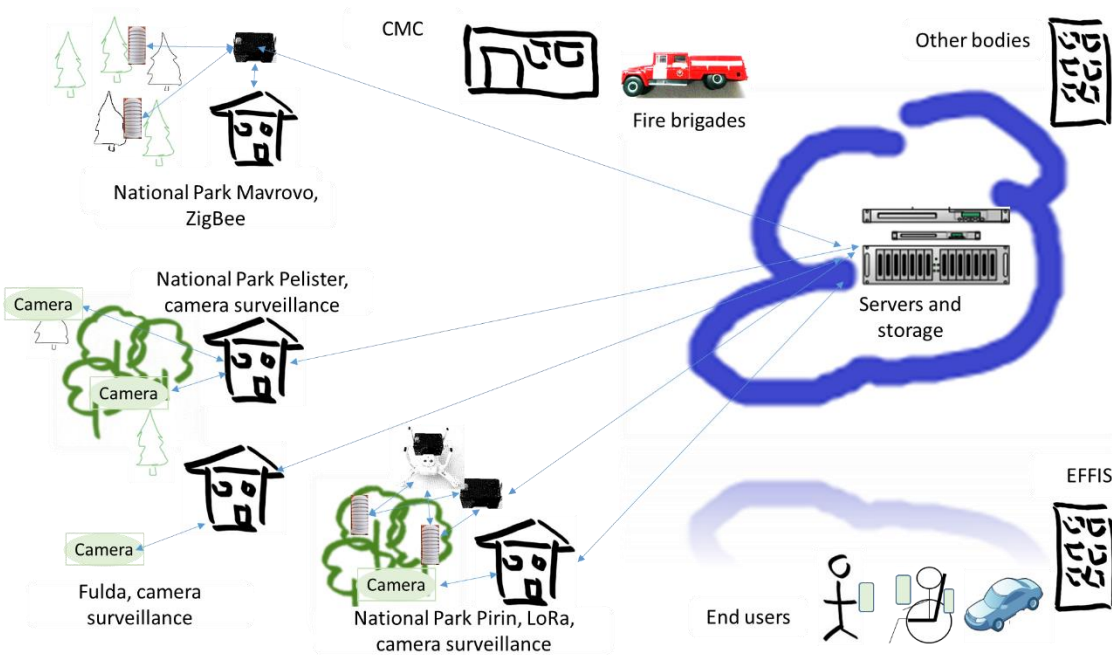 CMC
Other bodies
Fire brigades
National Park Mavrovo,
ZigBee
National Park Pelister,
camera surveillance
Camera
Camera
Servers and
storage
Camera
Fulda, camera
surveillance
Camera
National Park Pirin, LoRa,
camera surveillance
EFFIS
End users